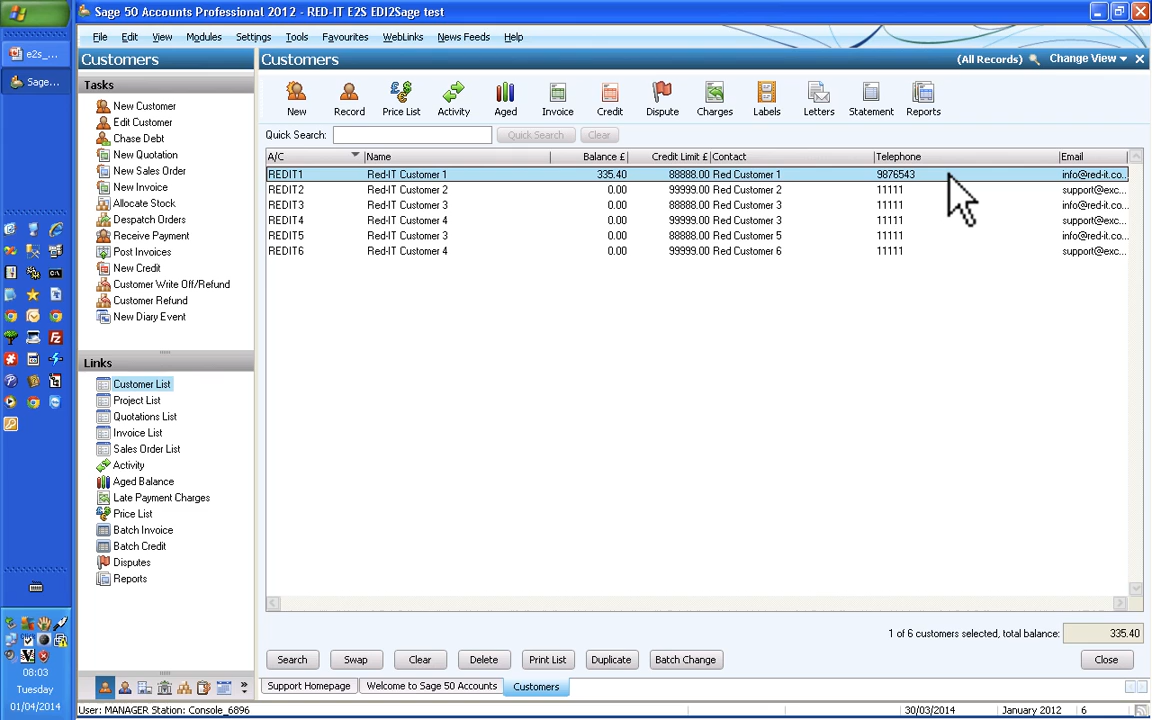 Sage 50 Accounts Professional 2012 - RED-IT E2S EDI2Sage test
e2s_...
Sage...
File Edit View Modules Settings Tools Favourites WebLinks News Feeds Help
Customers
Customers
(All Records)
Change View
Tasks
New Customer
Edit Customer
Chase Debt
New Quotation
New Sales Order
New Invoice
Allocate Stock
Despatch Orders
Receive Payment
Post Invoices
New Credit
Customer Write Off/Refund
Customer Refund
New Diary Event
Links
Customer List
Project List
Quotations List
Invoice List
Sales Order List
Activity
Aged Balance
Late Payment Charges
Price List
Batch Invoice
Batch Credit
Disputes
Reports
New Record Price List Activity Aged Invoice Credit Dispute Charges Labels Letters Statement Reports
Quick Search: Quick Search Clear
A/C Name Balance £ Credit Limit £ Contact Telephone Email
REDIT1 Red-IT Customer 1 335.40 88888.00 Red Customer 1 9876543 info@red-it.co...
REDIT2 Red-IT Customer 2 0.00 99999.00 Red Customer 2 11111 support@exc...
REDIT3 Red-IT Customer 3 0.00 88888.00 Red Customer 3 11111 info@red-it.co...
REDIT4 Red-IT Customer 4 0.00 99999.00 Red Customer 3 11111 support@exc...
REDIT5 Red-IT Customer 3 0.00 88888.00 Red Customer 5 11111 info@red-it.co...
REDIT6 Red-IT Customer 4 0.00 99999.00 Red Customer 6 11111 support@exc...
1 of 6 customers selected, total balance: 335.40
Search Swap Clear Delete Print List Duplicate Batch Change Close
Support Homepage Welcome to Sage 50 Accounts Customers
User: MANAGER Station: Console_6896 30/03/2014 January 2012 6
08:03
Tuesday
01/04/2014